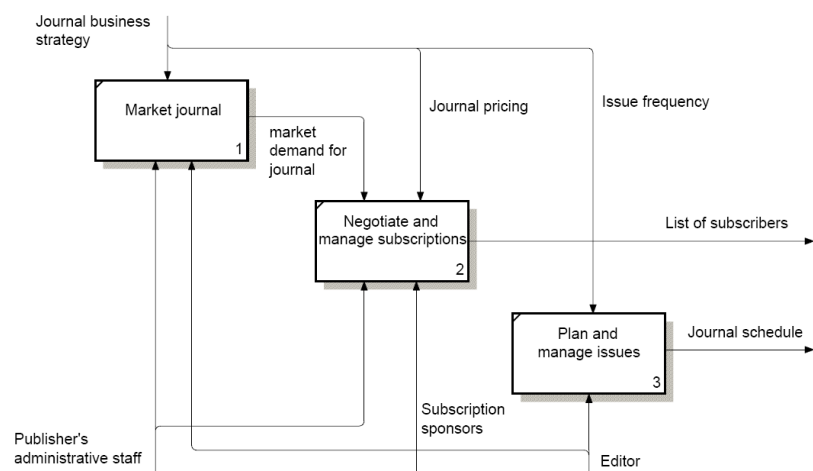 Journal business
strategy
Market journal
1
market
demand for
journal
Journal pricing
Issue frequency
Negotiate and
manage subscriptions
2
List of subscribers
Plan and
manage issues
3
Journal schedule
Subscription
sponsors
Publisher's
administrative staff
Editor